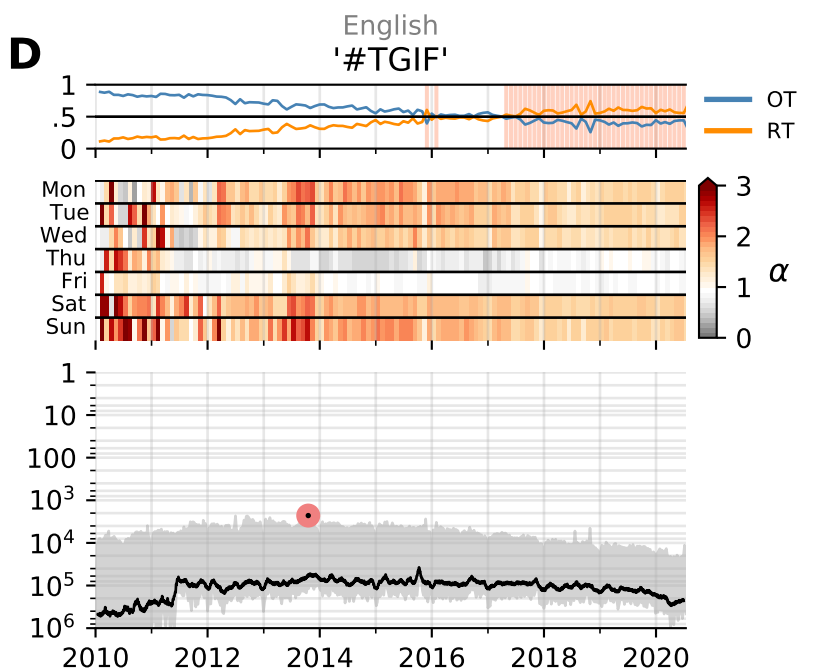 English
D
'#TGIF'
1
.5
0
OT
RT
2010 2012 2014 2016 2018 2020
Mon
Tue
Wed
Thu
Fri
Sat
Sun
3
2
1
0
α
1
10
100
10³
10⁴
10⁵
10⁶